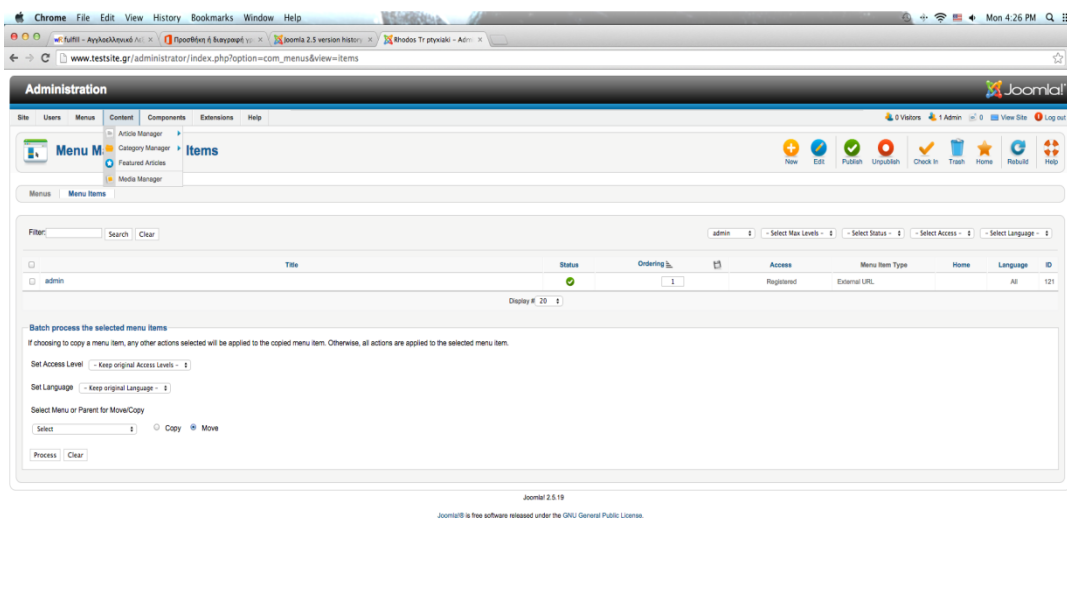 Chrome File Edit View History Bookmarks Window Help Mon 4:26 PM
fulfill – Αγγλοελληνικό Λεξ Προσθήκη ή διαγραφή γρ Joomla 2.5 version history Rhodos Tr ptyxiaki – Adm
www.testsite.gr/administrator/index.php?option=com_menus&view=items
Administration Joomla!
Site Users Menus Content Components Extensions Help 0 Visitors 1 Admin 0 View Site Log out
Article Manager
Category Manager
Featured Articles
Media Manager
Menu M Items New Edit Publish Unpublish Check In Trash Home Rebuild Help
Menus Menu Items
Filter: Search Clear admin - Select Max Levels - - Select Status - - Select Access - - Select Language -
Title Status Ordering Access Menu Item Type Home Language ID
admin 1 Registered External URL All 121
Display # 20
Batch process the selected menu items
If choosing to copy a menu item, any other actions selected will be applied to the copied menu item. Otherwise, all actions are applied to the selected menu item.
Set Access Level - Keep original Access Levels -
Set Language - Keep original Language -
Select Menu or Parent for Move/Copy
Select Copy Move
Process Clear
Joomla! 2.5.19
Joomla!® is free software released under the GNU General Public License.